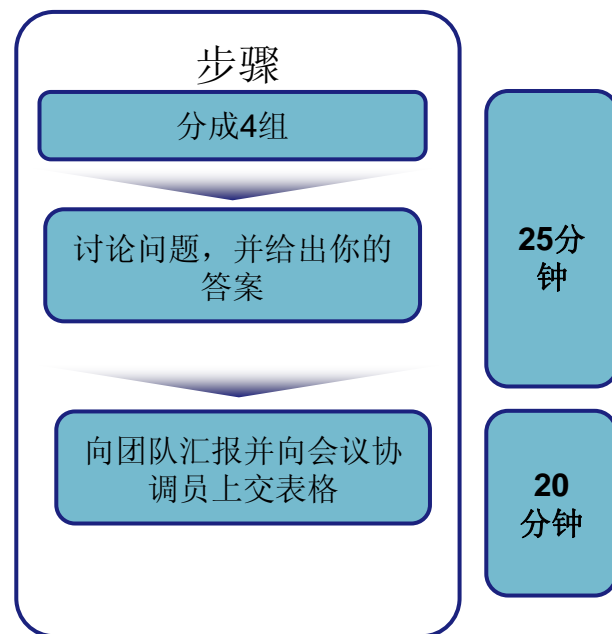 步骤
分成4组
讨论问题，并给出你的
答案
向团队汇报并向会议协
调员上交表格
25分
钟
20
分钟